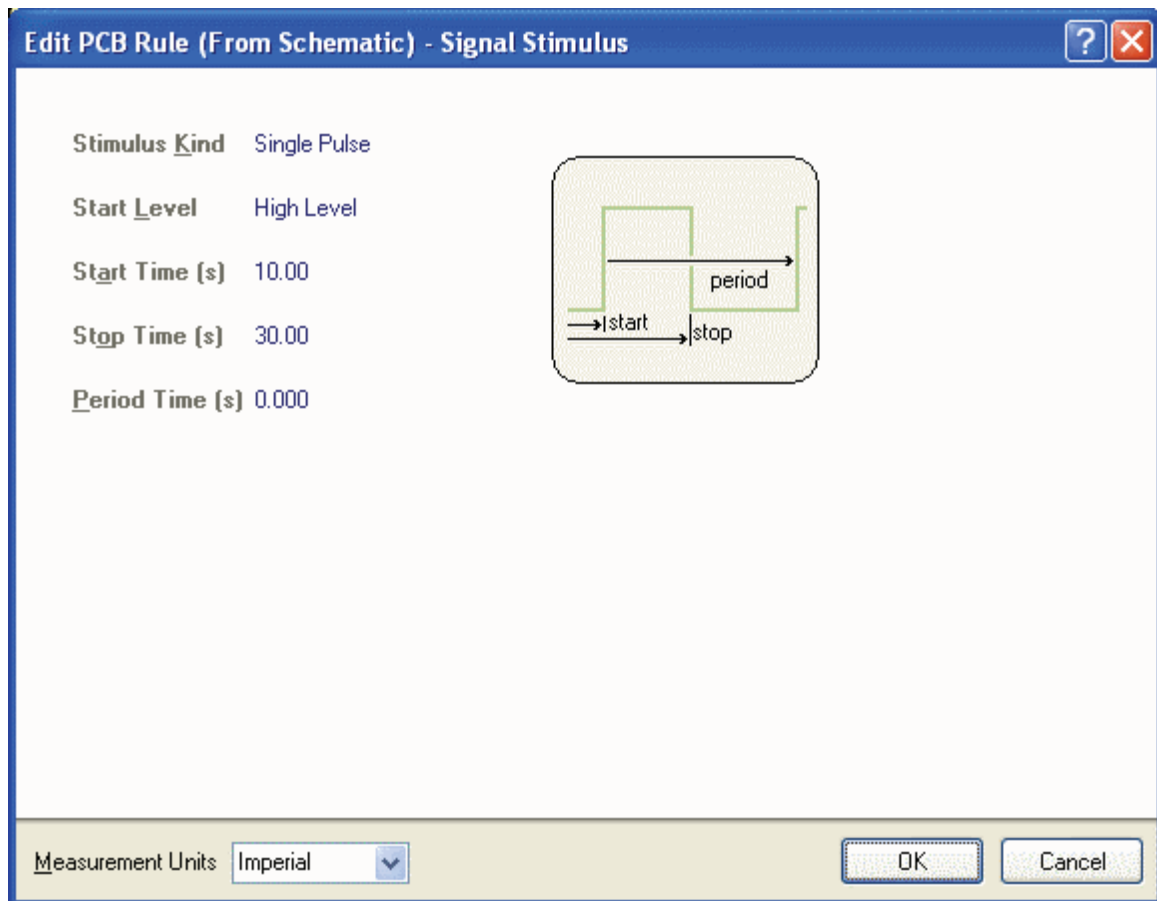 Edit PCB Rule (From Schematic) - Signal Stimulus
Stimulus Kind Single Pulse
Start Level High Level
Start Time (s) 10.00
Stop Time (s) 30.00
Period Time (s) 0.000
period
start
stop
Measurement Units Imperial
OK Cancel